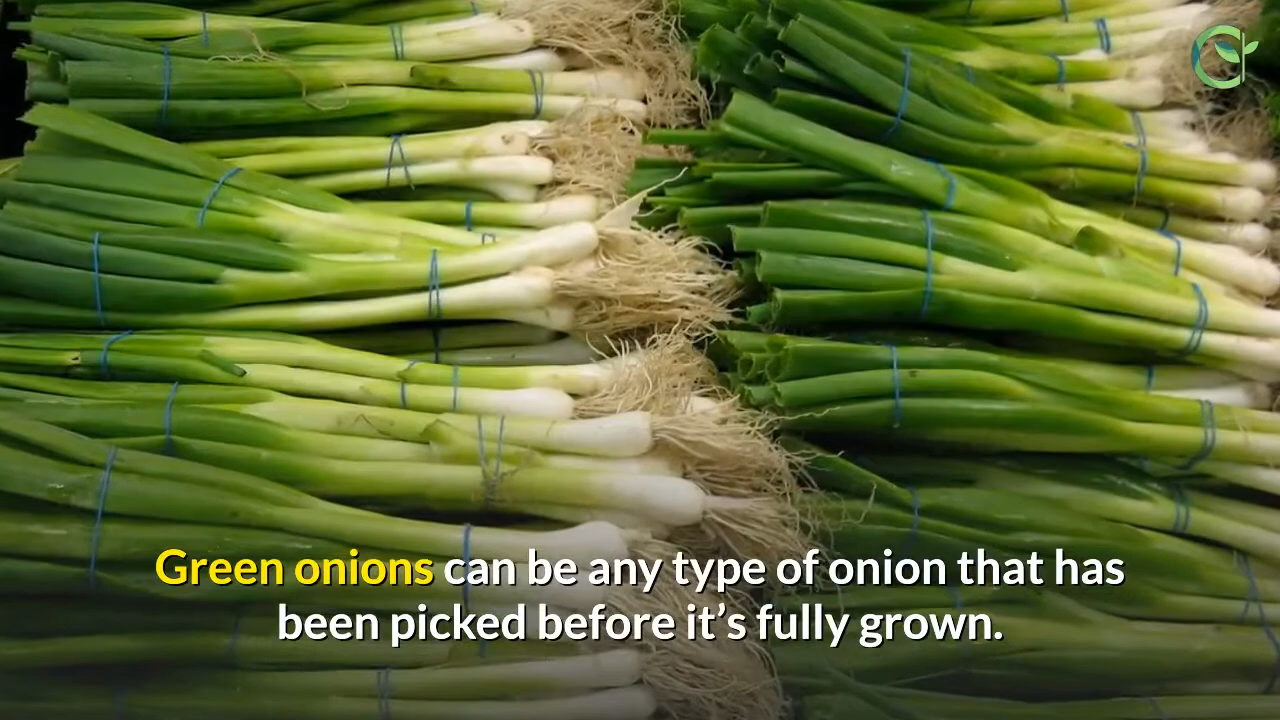 Green onions can be any type of onion that has
been picked before it’s fully grown.